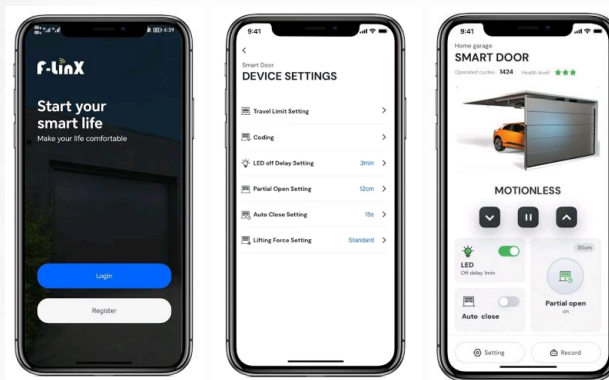 4:39
F-LinX
Start your
smart life
Make your life comfortable
Login
Register
9:41
Smart Door
DEVICE SETTINGS
Travel Limit Setting
Coding
LED off Delay Setting 3min
Partial Open Setting 12cm
Auto Close Setting 15s
Lifting Force Setting Standard
9:41
Home garage
SMART DOOR
Operated cycles: 1424 Health level:
MOTIONLESS
LED
Off delay 1min
30cm
Partial open
on
Auto close
Setting
Record